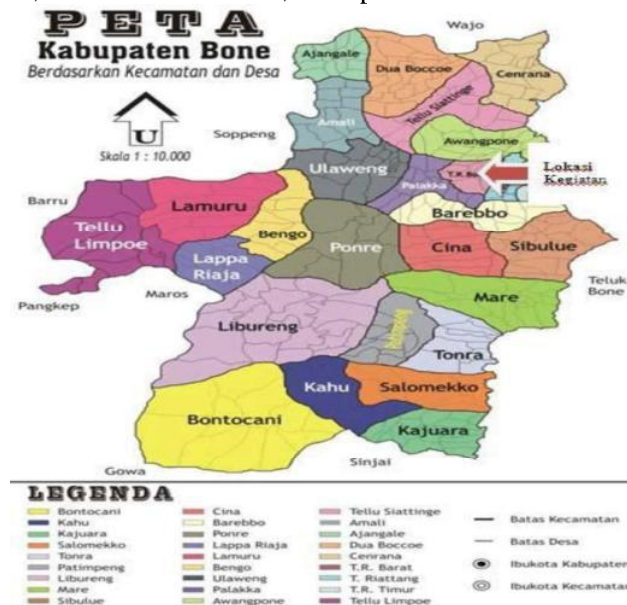 PETA
Kabupaten Bone
Berdasarkan Kecamatan dan Desa
U
Skala 1 : 10.000
Wajo
Ajangale
Dua Boccoe
Cenrana
Tellu Siattinge
Amali
Soppeng
Awangpone
Ulaweng
Palakka
Lokasi
Kegiatan
Barru
Lamuru
Barebbo
Tellu
Limpoe
Bengo
Ponre
Cina
Sibulue
Lappa
Riaja
Teluk
Bone
Pangkep
Maros
Mare
Libureng
Tonra
Kahu
Salomekko
Bontocani
Kajuara
Gowa
Sinjai
LEGENDA
Bontocani
Kahu
Kajuara
Salomekko
Tonra
Patimpeng
Libureng
Mare
Sibulue
Cina
Barebbo
Ponre
Lappa Riaja
Lamuru
Bengo
Ulaweng
Palakka
Awangpone
Tellu Siattinge
Amali
Ajangale
Dua Boccoe
Cenrana
T.R. Barat
T. Riattang
T.R. Timur
Tellu Limpoe
Batas Kecamatan
Batas Desa
Ibukota Kabupaten
Ibukota Kecamatan